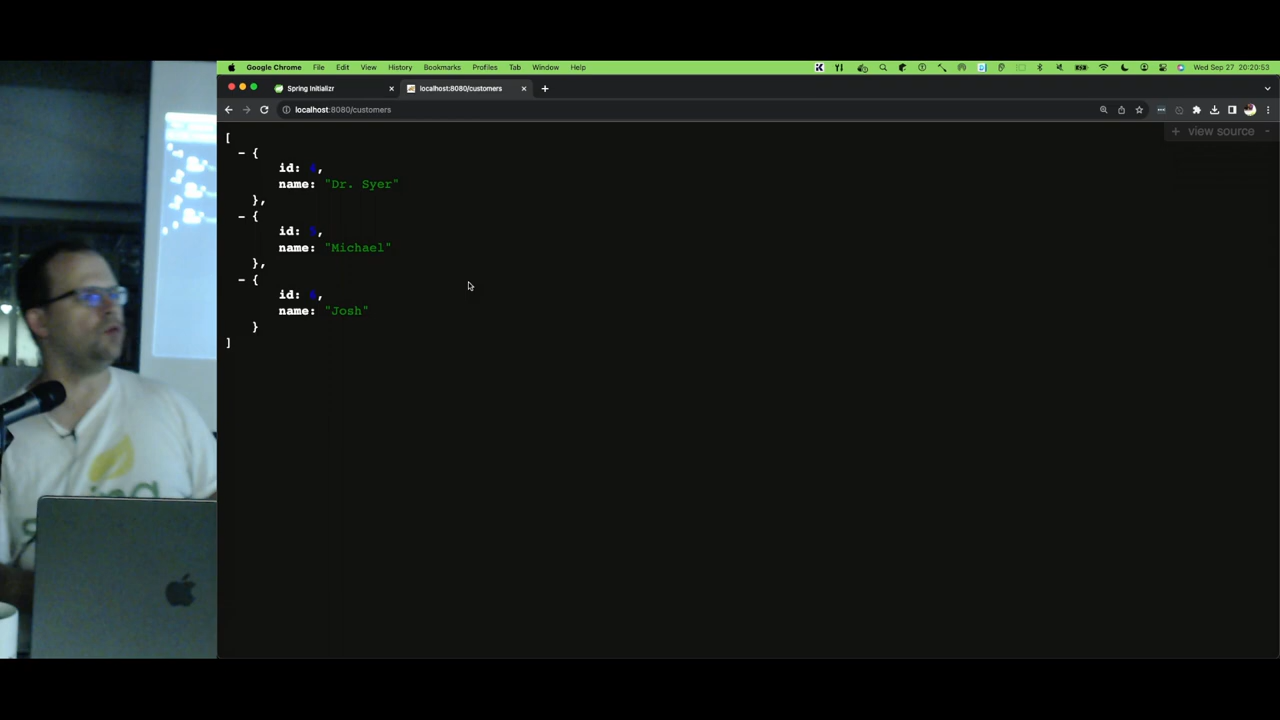 Google Chrome File Edit View History Bookmarks Profiles Tab Window Help Wed Sep 27 20:20:53
Spring Initializr localhost:8080/customers
localhost:8080/customers
+ view source
[
- {
id: ,
name: "Dr. Syer"
},
- {
id: ,
name: "Michael"
},
- {
id: ,
name: "Josh"
}
]